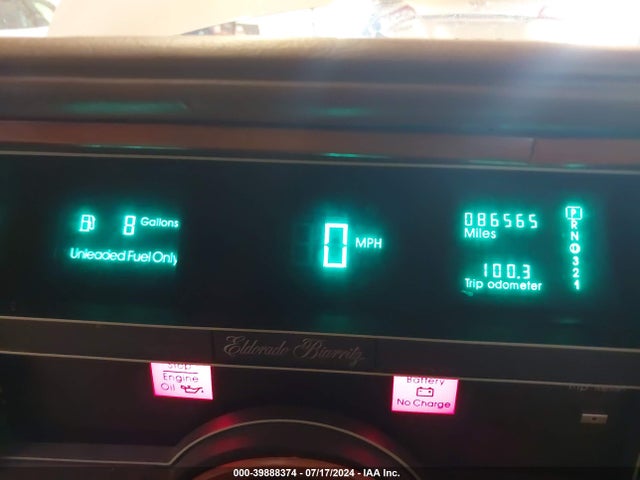 8 Gallons
Unleaded Fuel Only
0 MPH
086565
Miles
100.3
Trip odometer
P
R
N
D
3
2
1
Eldorado Biarritz
Stop
Engine
Oil
Battery
No Charge
000-39888374 - 07/17/2024 - IAA Inc.